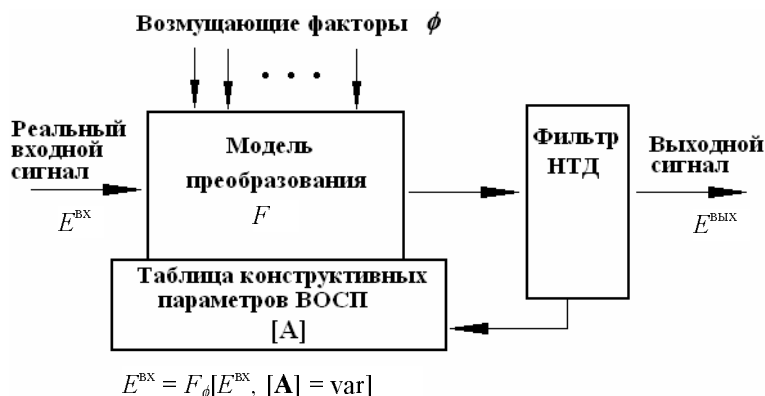 Возмущающие факторы ϕ
• • •
Реальный
входной
сигнал
E^вх
Модель
преобразования
F
Фильтр
НТД
Выходной
сигнал
E^вых
Таблица конструктивных
параметров ВОСП
[A]
E^вх = F_ϕ[E^вх, [A] = var]